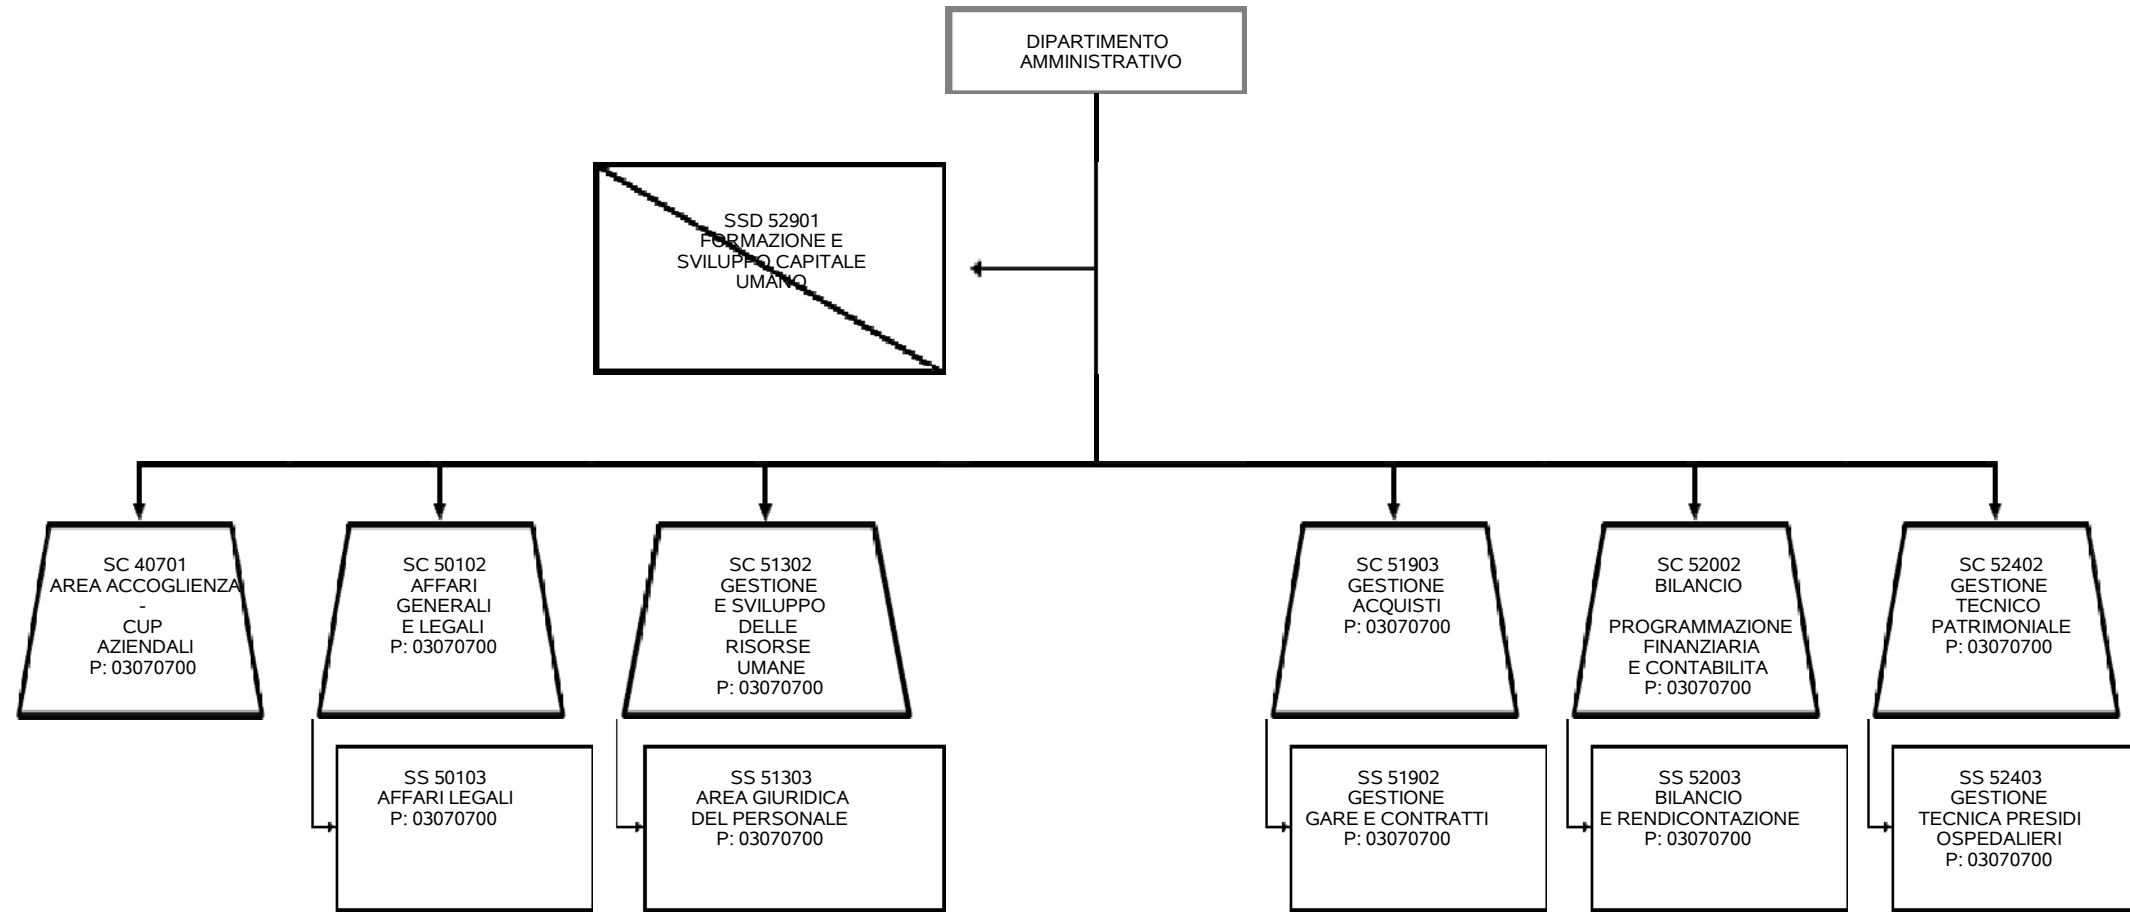 DIPARTIMENTO
AMMINISTRATIVO
SSD 52901
FORMAZIONE E
SVILUPPO CAPITALE
UMANO
SC 40701
AREA ACCOGLIENZA
-
CUP
AZIENDALI
P: 03070700
SC 50102
AFFARI
GENERALI
E LEGALI
P: 03070700
SC 51302
GESTIONE
E SVILUPPO
DELLE
RISORSE
UMANE
P: 03070700
SC 51903
GESTIONE
ACQUISTI
P: 03070700
SC 52002
BILANCIO
PROGRAMMAZIONE
FINANZIARIA
E CONTABILITA
P: 03070700
SC 52402
GESTIONE
TECNICO
PATRIMONIALE
P: 03070700
SS 50103
AFFARI LEGALI
P: 03070700
SS 51303
AREA GIURIDICA
DEL PERSONALE
P: 03070700
SS 51902
GESTIONE
GARE E CONTRATTI
P: 03070700
SS 52003
BILANCIO
E RENDICONTAZIONE
P: 03070700
SS 52403
GESTIONE
TECNICA PRESIDI
OSPEDALIERI
P: 03070700